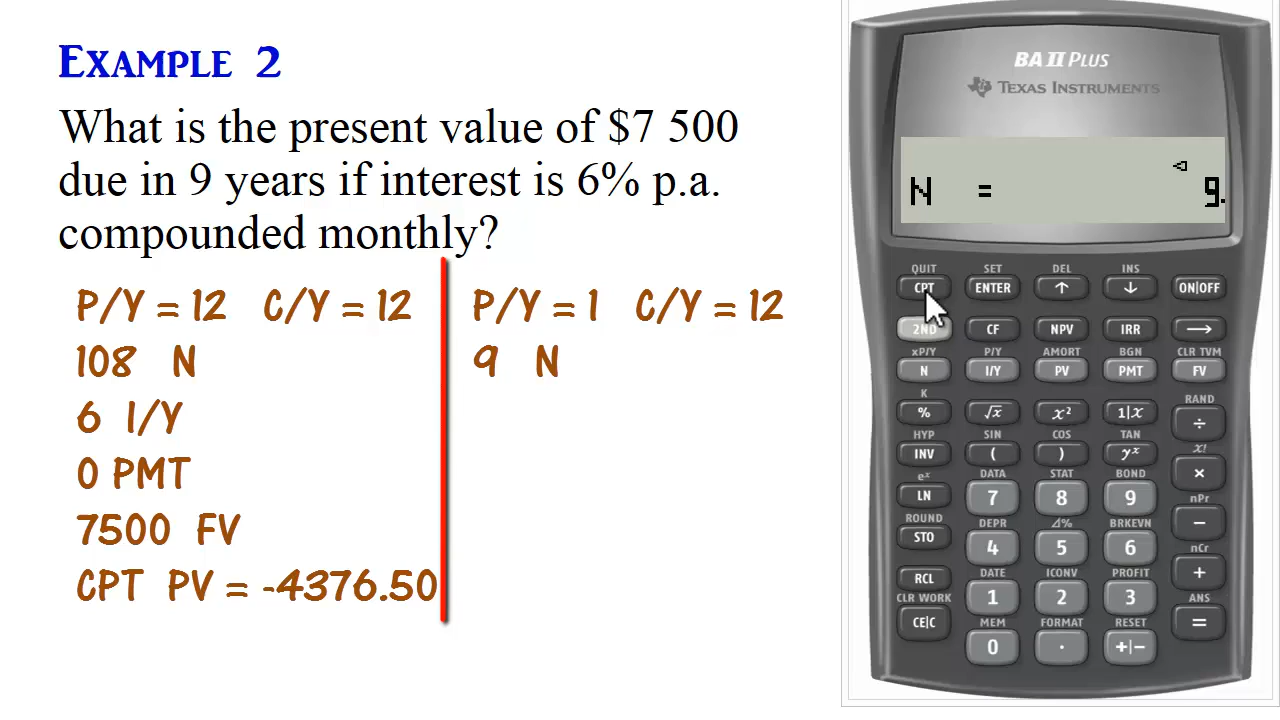 EXAMPLE 2
What is the present value of $7 500
due in 9 years if interest is 6% p.a.
compounded monthly?
P/Y = 12 C/Y = 12
108 N
6 I/Y
0 PMT
7500 FV
CPT PV = -4376.50
P/Y = 1 C/Y = 12
9 N
BA II PLUS
TEXAS INSTRUMENTS
N = 9.
QUIT SET DEL INS
CPT ENTER ↑ ↓ ON|OFF
2ND CF NPV IRR →
xP/Y P/Y AMORT BGN CLR TVM
N I/Y PV PMT FV
K RAND
% √x x² 1|x ÷
HYP SIN COS TAN x!
INV ( ) yˣ ×
eˣ DATA STAT BOND nPr
LN 7 8 9 −
ROUND DEPR Δ% BRKEVN nCr
STO 4 5 6 +
DATE ICONV PROFIT ANS
RCL 1 2 3 =
CLR WORK MEM FORMAT RESET
CE|C 0 . +|−